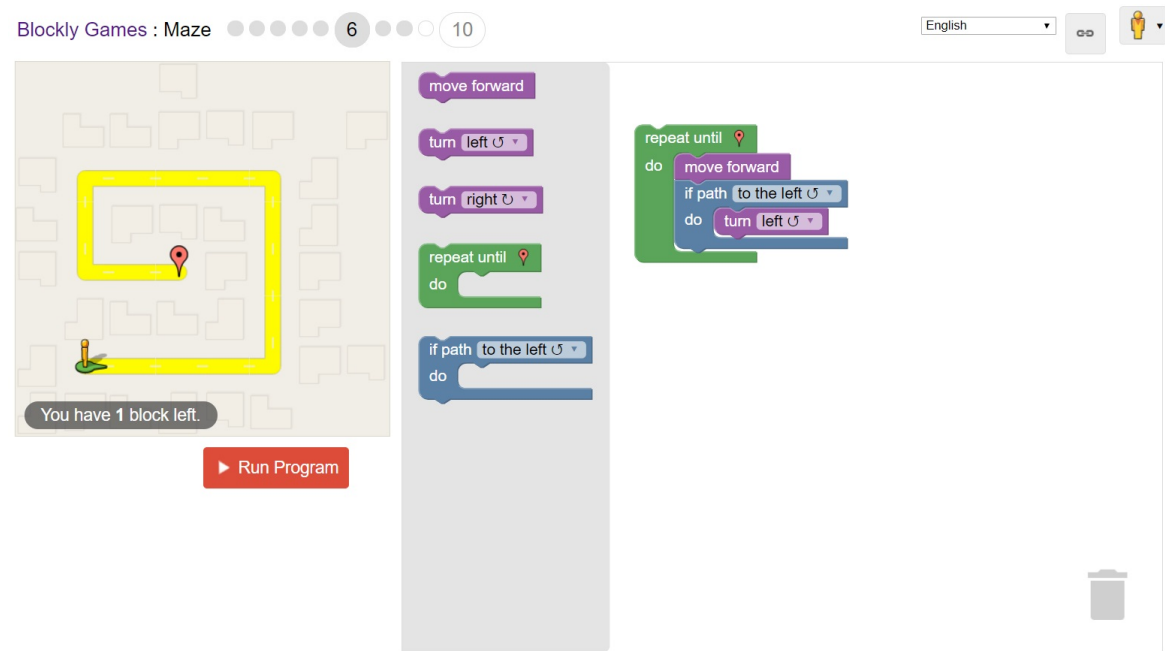 Blockly Games : Maze 6 10
English
move forward
turn left ↺
turn right ↻
repeat until
do
if path to the left ↺
do
repeat until
do move forward
if path to the left ↺
do turn left ↺
You have 1 block left.
Run Program